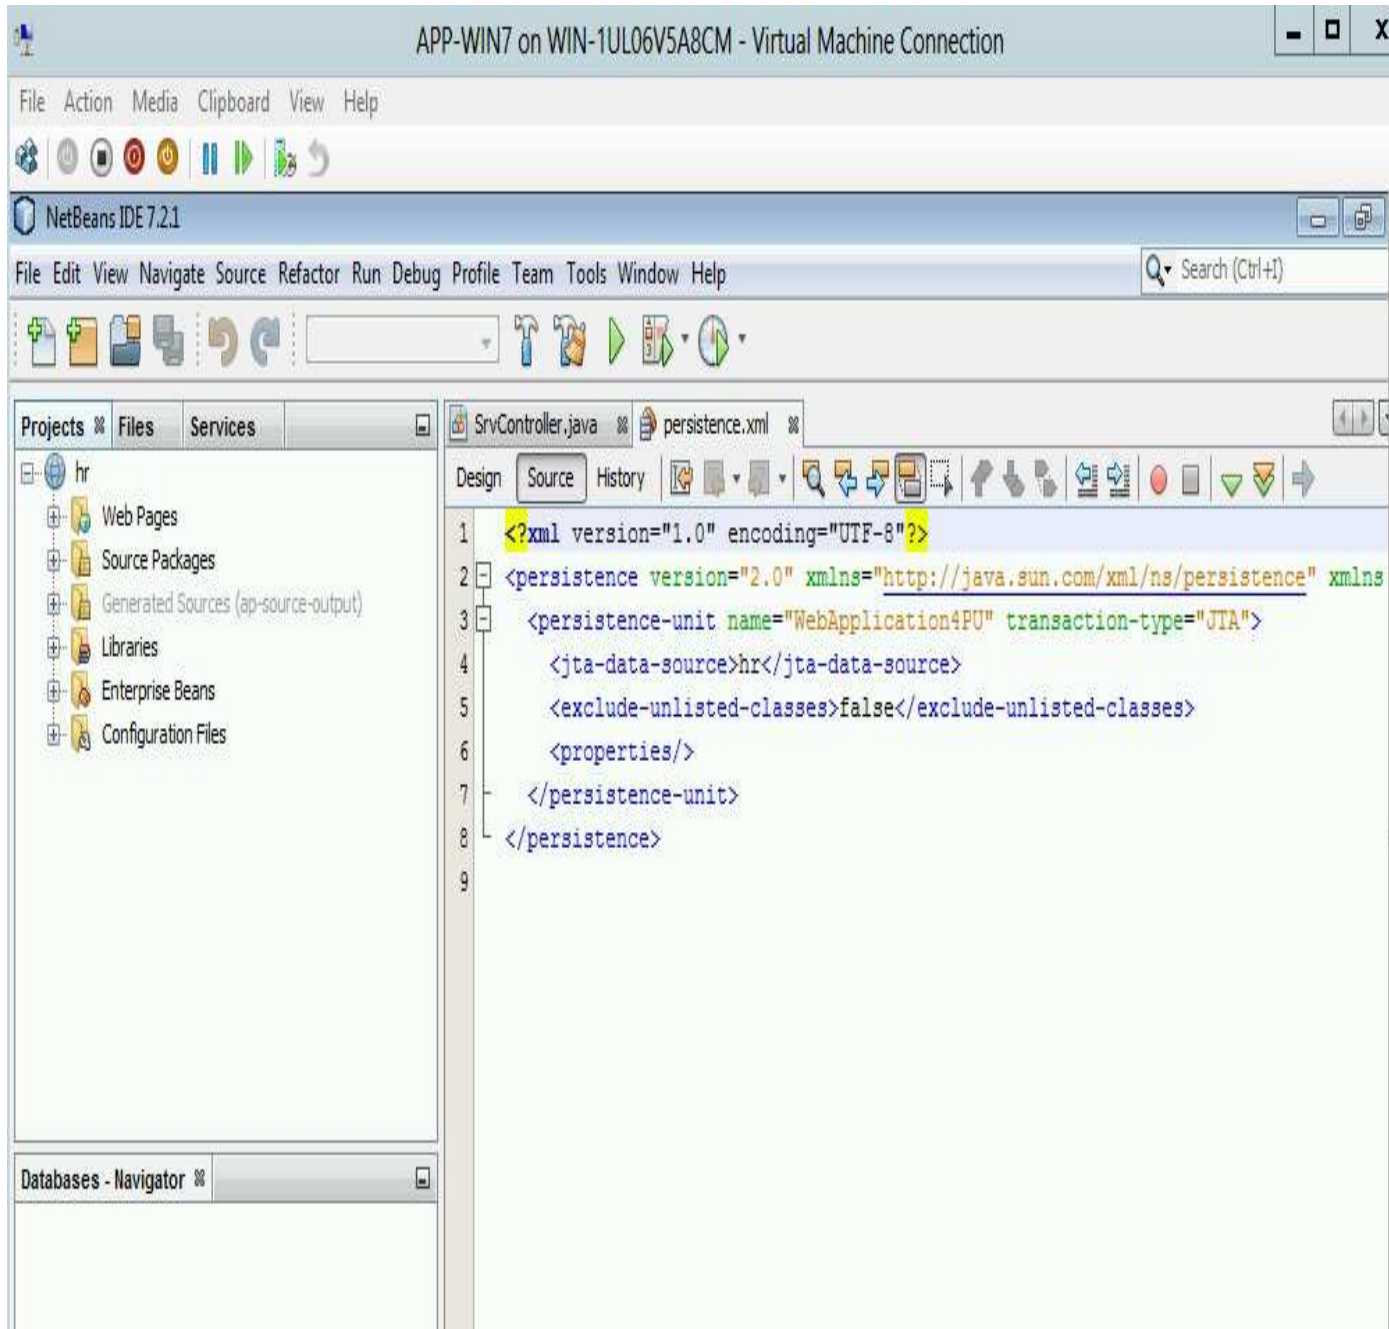 APP-WIN7 on WIN-1UL06V5A8CM - Virtual Machine Connection
X
File Action Media Clipboard View Help
NetBeans IDE 7.2.1
File Edit View Navigate Source Refactor Run Debug Profile Team Tools Window Help
Search (Ctrl+I)
Projects Files Services
SrvController.java persistence.xml
Design Source History
hr
Web Pages
Source Packages
Generated Sources (ap-source-output)
Libraries
Enterprise Beans
Configuration Files
1 <?xml version="1.0" encoding="UTF-8"?>
2 <persistence version="2.0" xmlns="http://java.sun.com/xml/ns/persistence" xmlns
3 <persistence-unit name="WebApplication4PU" transaction-type="JTA">
4 <jta-data-source>hr</jta-data-source>
5 <exclude-unlisted-classes>false</exclude-unlisted-classes>
6 <properties/>
7 </persistence-unit>
8 </persistence>
9
Databases - Navigator